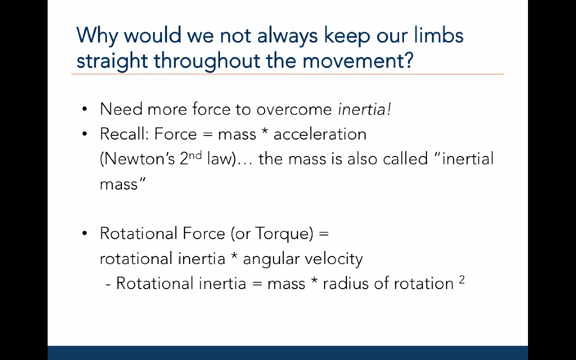 Why would we not always keep our limbs
straight throughout the movement?
• Need more force to overcome inertia!
• Recall: Force = mass * acceleration
(Newton's 2nd law)... the mass is also called "inertial
mass"
• Rotational Force (or Torque) =
rotational inertia * angular velocity
- Rotational inertia = mass * radius of rotation 2